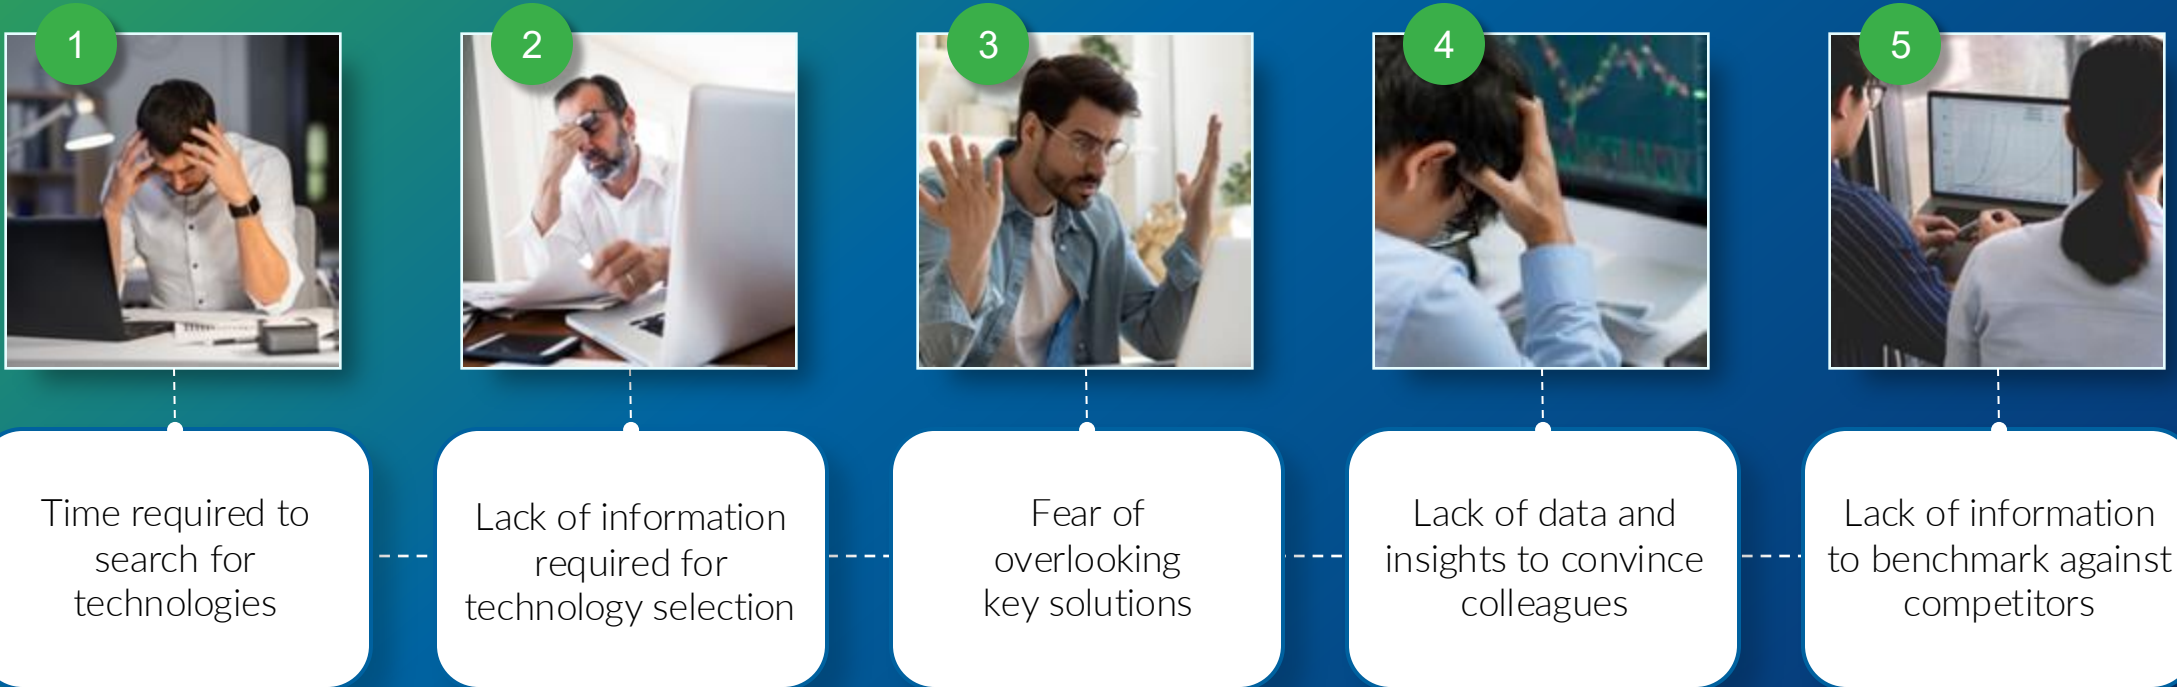 1
Time required to
search for
technologies
2
Lack of information
required for
technology selection
3
Fear of
overlooking
key solutions
4
Lack of data and
insights to convince
colleagues
5
Lack of information
to benchmark against
competitors